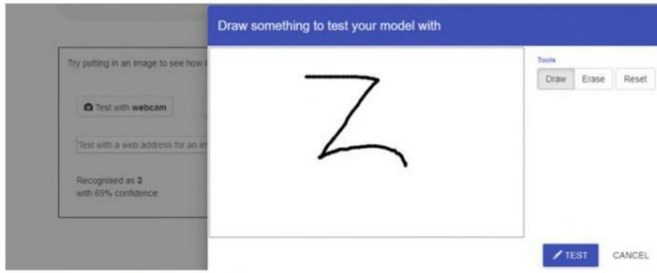 Draw something to test your model with
Try putting in an image to see how
Tools
Draw Erase Reset
Test with webcam
Test with a web address for an
Recognised as 3
with 69% confidence
TEST CANCEL